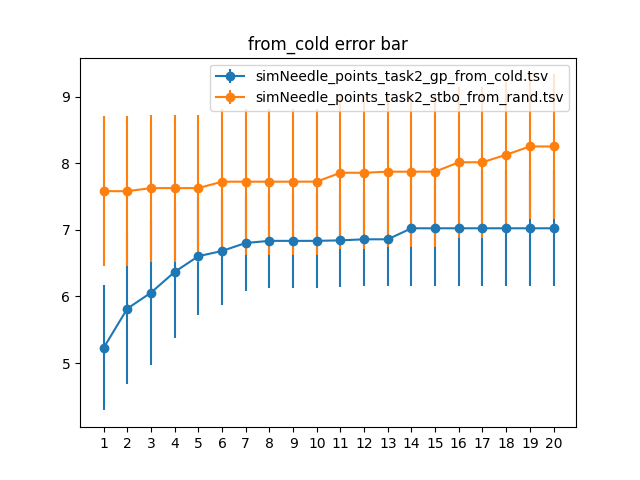 from_cold error bar
simNeedle_points_task2_gp_from_cold.tsv
simNeedle_points_task2_stbo_from_rand.tsv
9
8
7
6
5
1 2 3 4 5 6 7 8 9 10 11 12 13 14 15 16 17 18 19 20